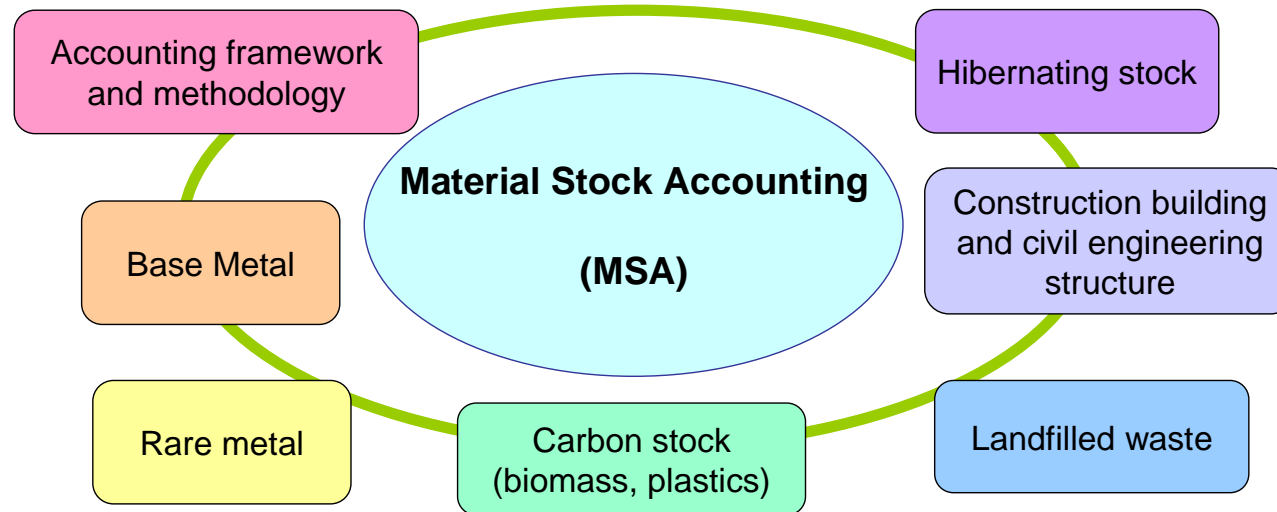 Accounting framework
and methodology
Hibernating stock
Material Stock Accounting
(MSA)
Base Metal
Construction building
and civil engineering
structure
Rare metal
Carbon stock
(biomass, plastics)
Landfilled waste